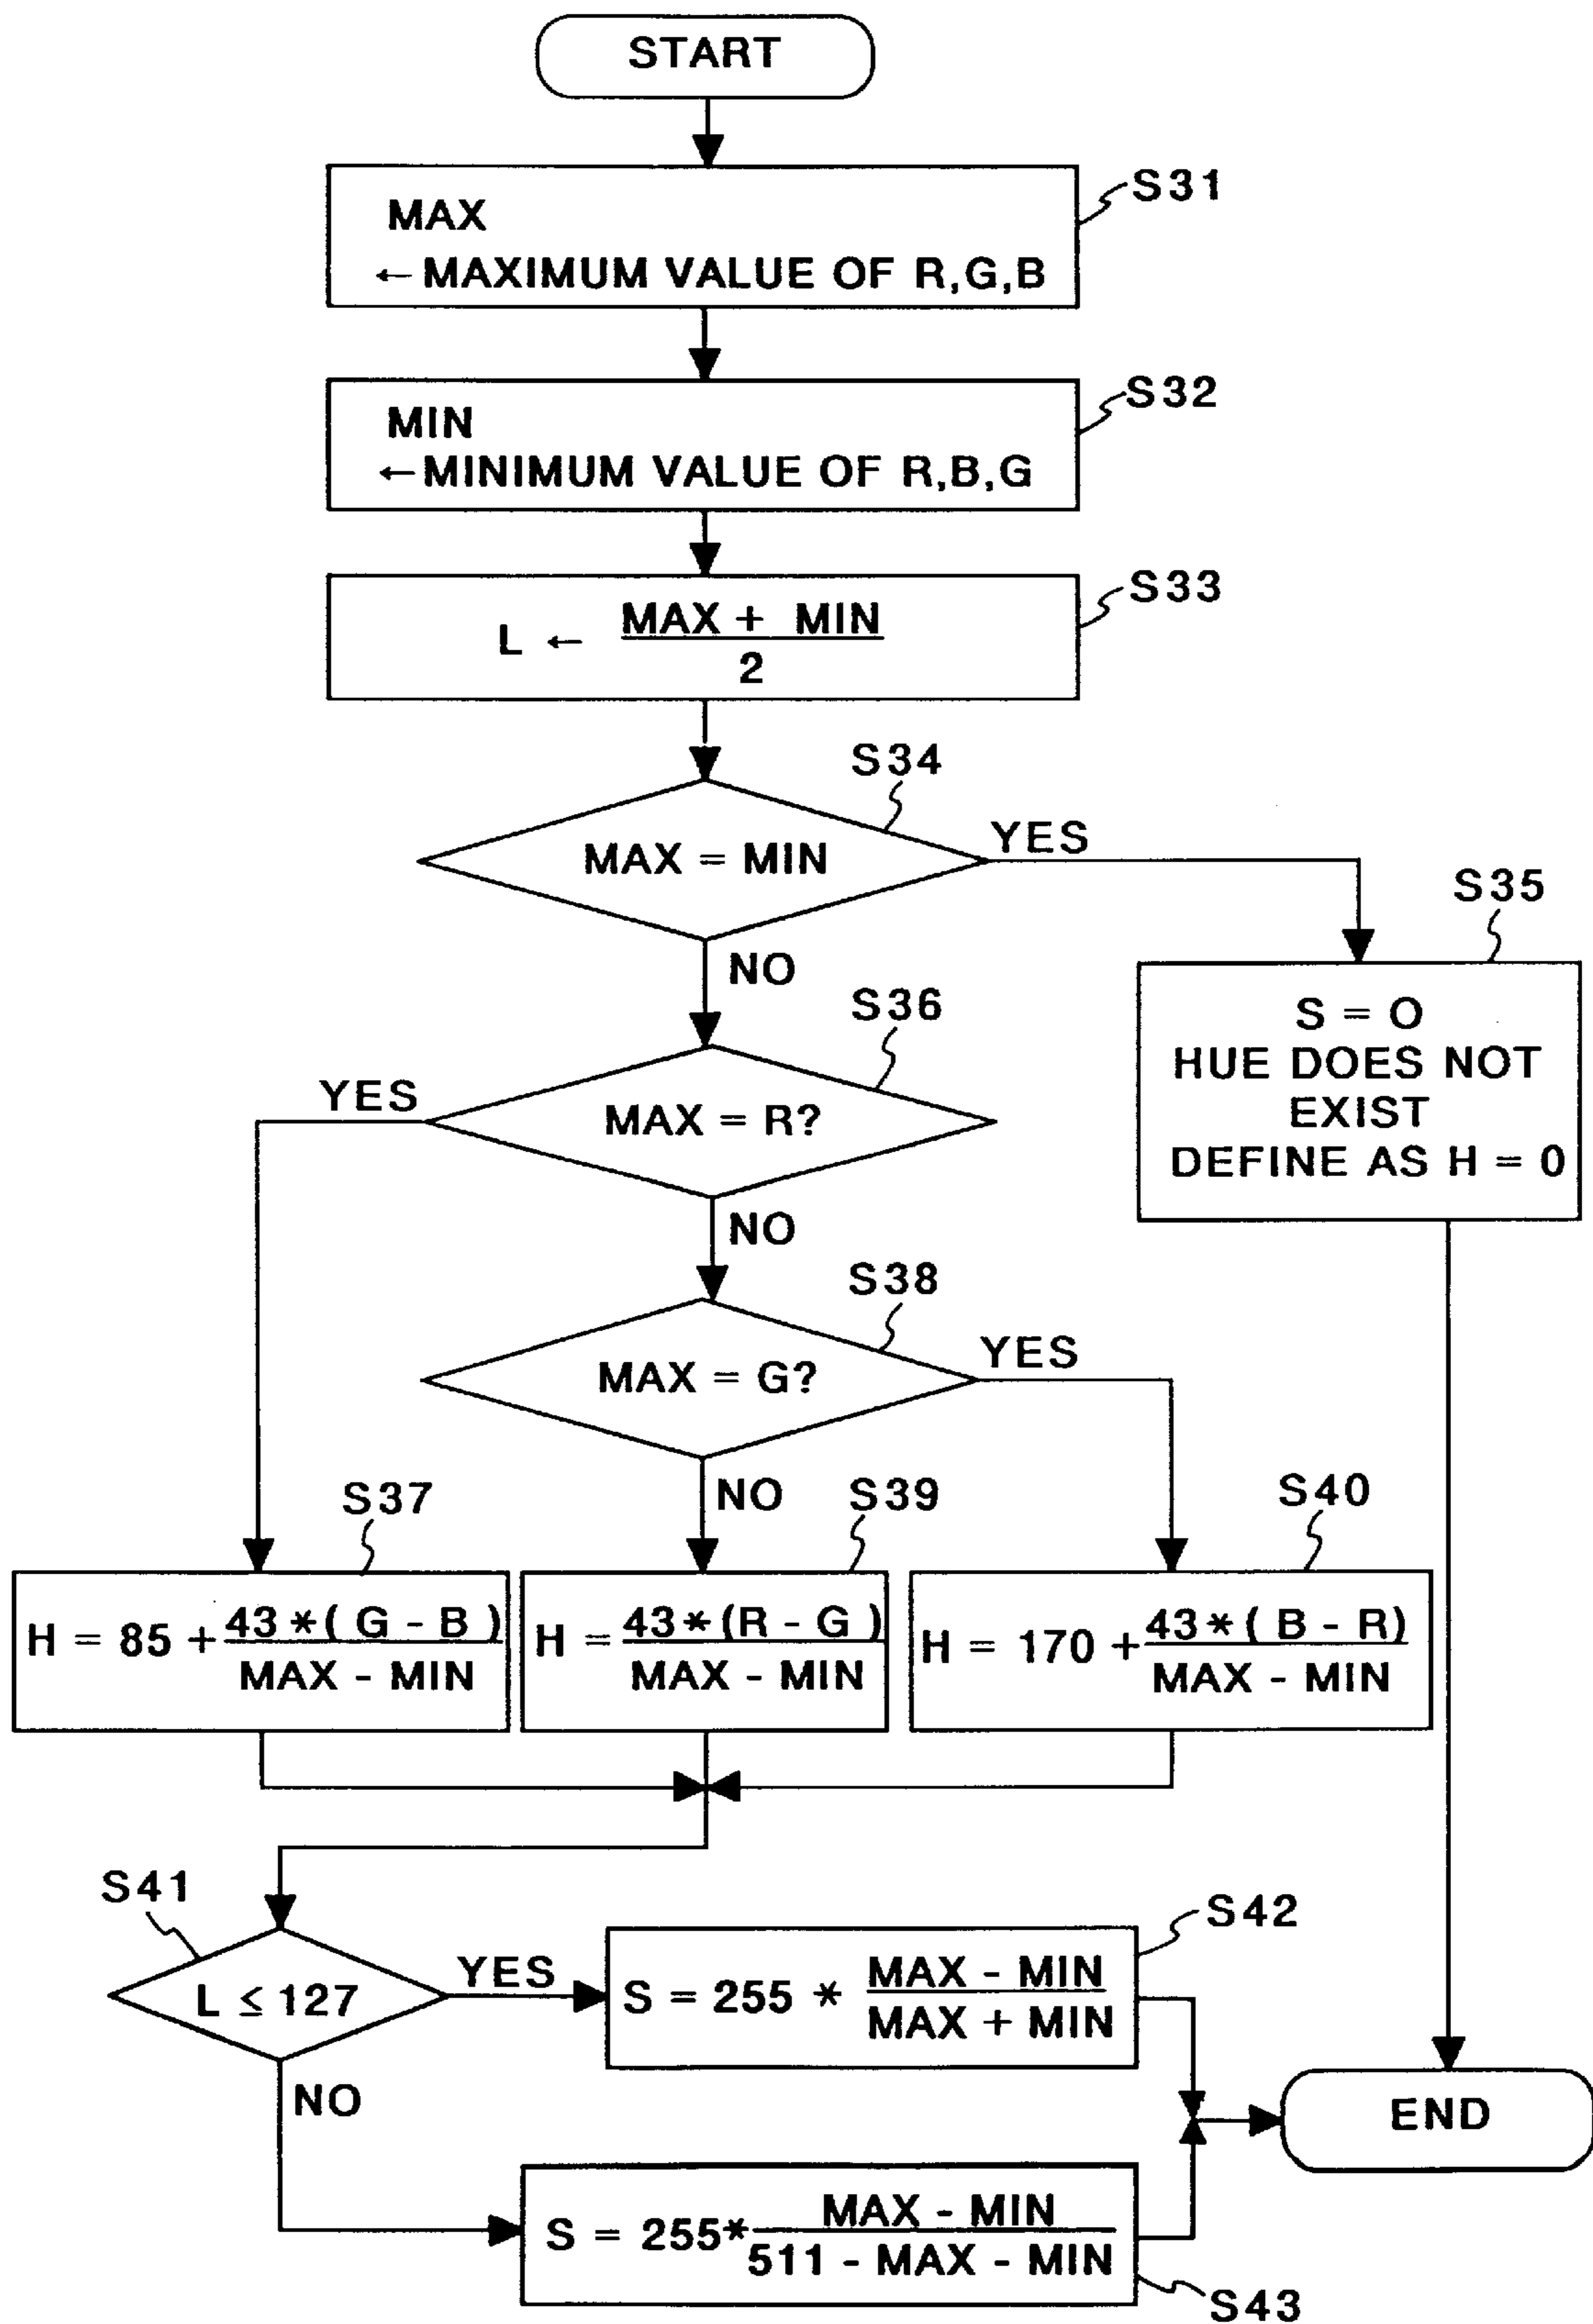 START
S31
MAX
←MAXIMUM VALUE OF R,G,B
S32
MIN
←MINIMUM VALUE OF R,B,G
S33
L ← MAX + MIN
2
S34
MAX = MIN
YES
S35
NO
S = O
HUE DOES NOT
EXIST
DEFINE AS H = 0
S36
YES
MAX = R?
NO
S38
MAX = G?
YES
NO
S37
S39
S40
H = 85 + 43*( G - B )
MAX - MIN
H = 43*(R - G )
MAX - MIN
H = 170 + 43*( B - R)
MAX - MIN
S41
L ≤ 127
YES
NO
S42
S = 255 * MAX - MIN
MAX + MIN
END
S = 255* MAX - MIN
511 - MAX - MIN
S43